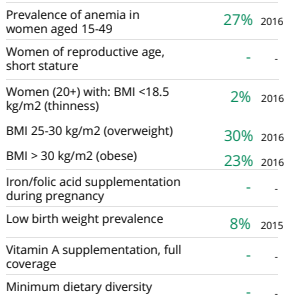 Prevalence of anemia in
women aged 15-49 27% 2016
Women of reproductive age,
short stature - -
Women (20+) with: BMI <18.5
kg/m2 (thinness) 2% 2016
BMI 25-30 kg/m2 (overweight) 30% 2016
BMI > 30 kg/m2 (obese) 23% 2016
Iron/folic acid supplementation
during pregnancy - -
Low birth weight prevalence 8% 2015
Vitamin A supplementation, full
coverage - -
Minimum dietary diversity - -